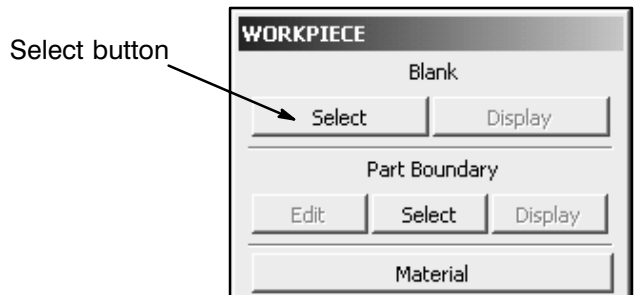 WORKPIECE
Select button
Blank
Select Display
Part Boundary
Edit Select Display
Material